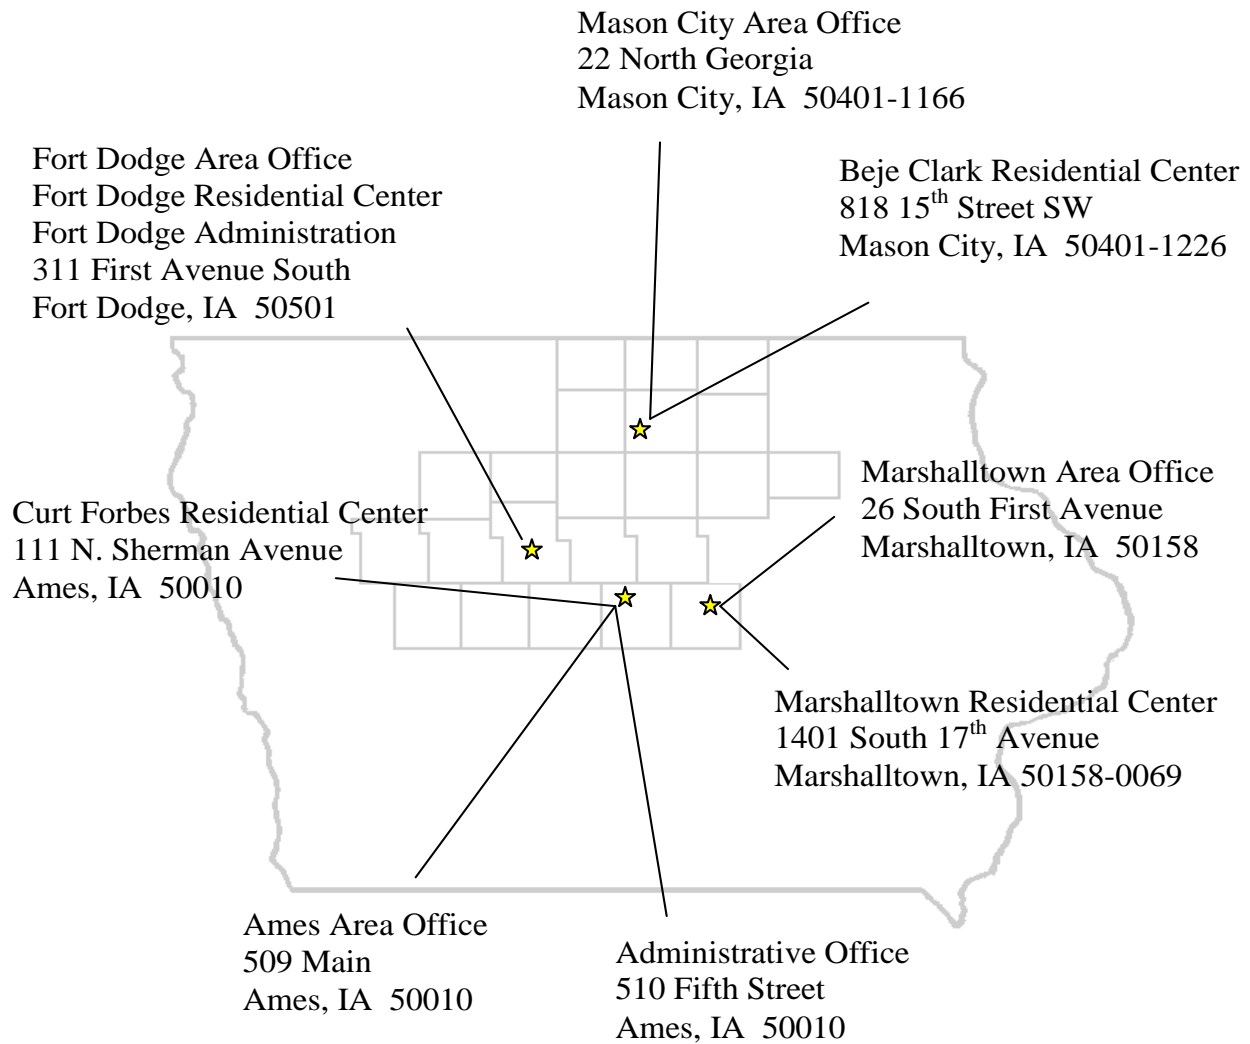 Mason City Area Office
22 North Georgia
Mason City, IA  50401-1166
Fort Dodge Area Office
Fort Dodge Residential Center
Fort Dodge Administration
311 First Avenue South
Fort Dodge, IA  50501
Beje Clark Residential Center
818 15th Street SW
Mason City, IA  50401-1226
Curt Forbes Residential Center
111 N. Sherman Avenue
Ames, IA  50010
Marshalltown Area Office
26 South First Avenue
Marshalltown, IA  50158
Marshalltown Residential Center
1401 South 17th Avenue
Marshalltown, IA 50158-0069
Ames Area Office
509 Main
Ames, IA  50010
Administrative Office
510 Fifth Street
Ames, IA  50010